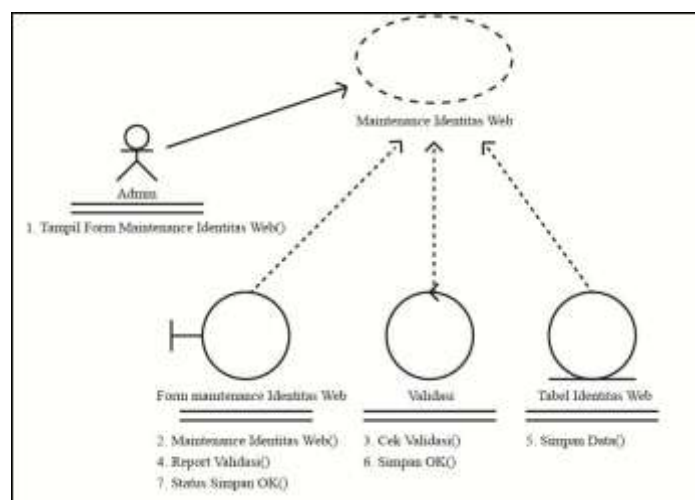 Maintenance Identitas Web
Admin
1. Tampil Form Maintenance Identitas Web()
Form maintenance Identitas Web
Validasi
Tabel Identitas Web
2. Maintenance Identitas Web()
3. Cek Validasi()
5. Simpan Data()
4. Report Validasi()
6. Simpan OK()
7. Status Simpan OK()